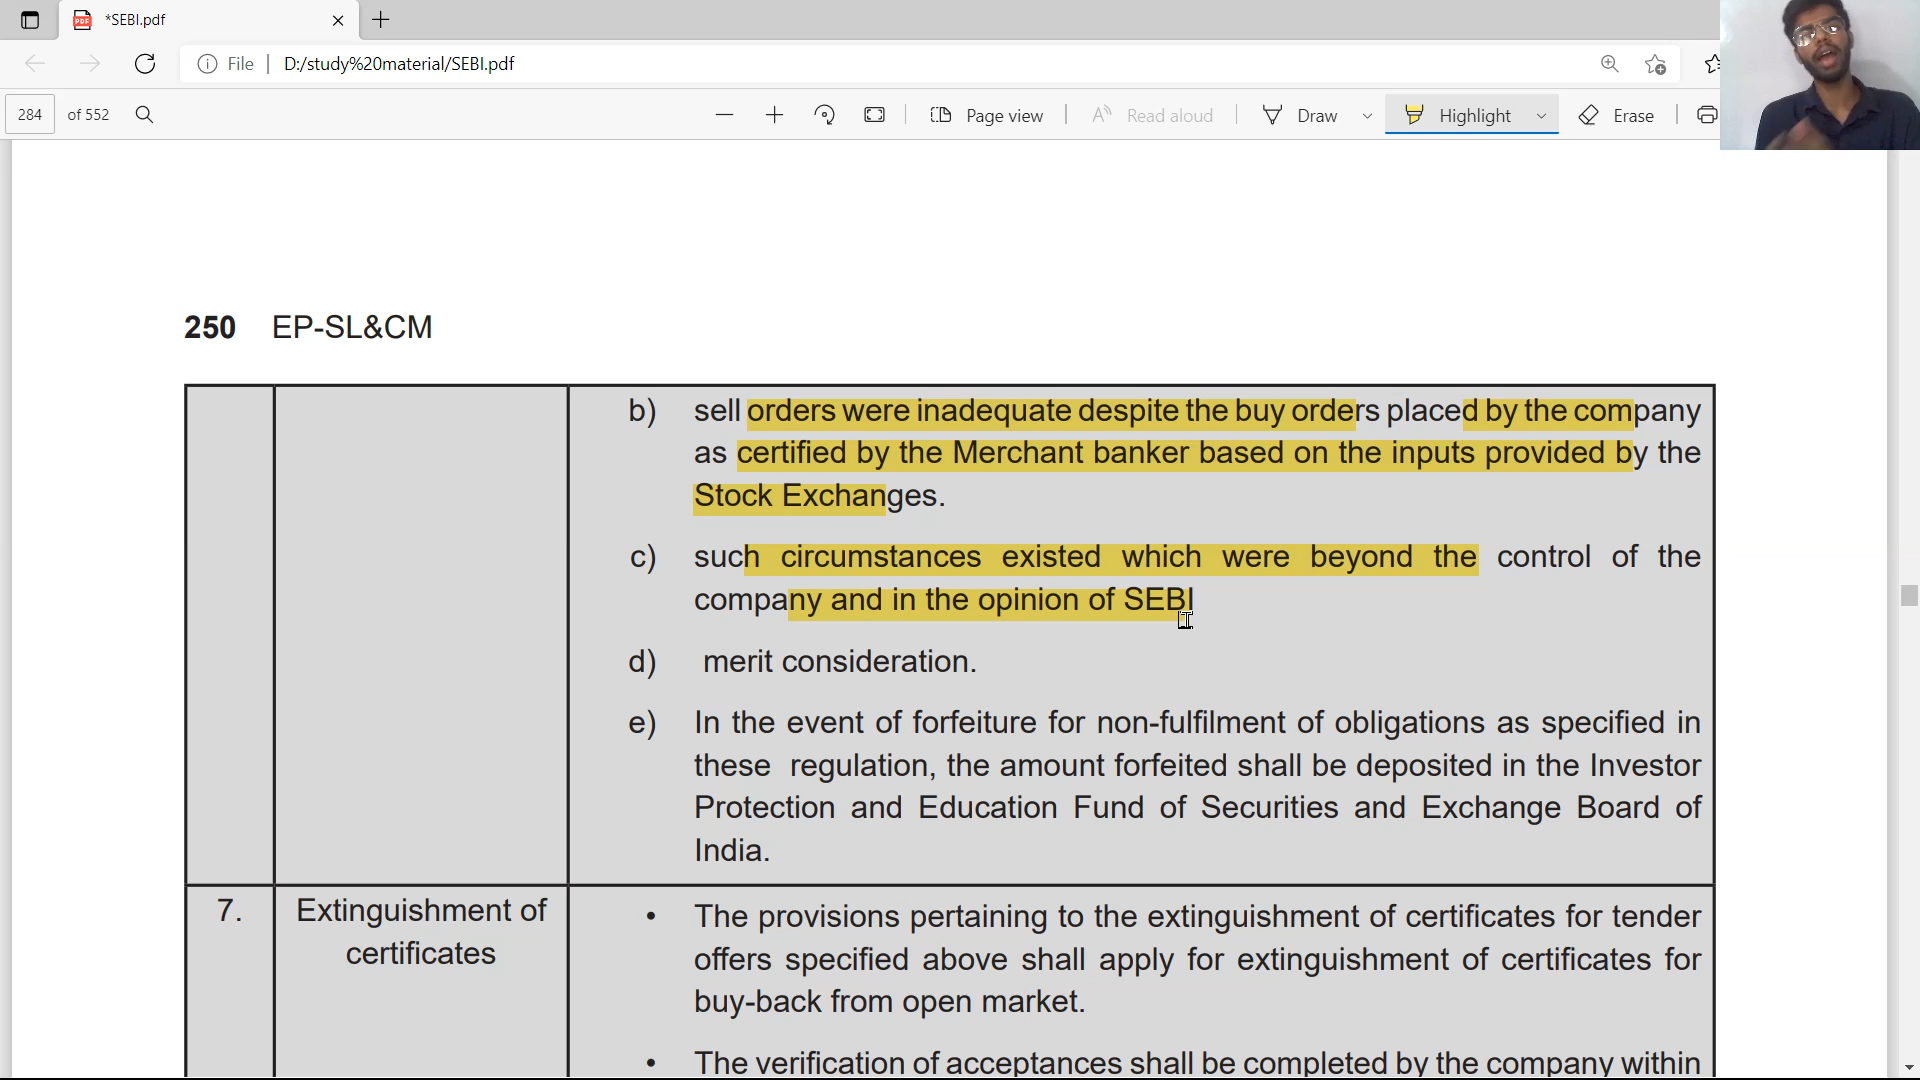 *SEBI.pdf
File
D:/study%20material/SEBI.pdf
284 of 552
Page view
Read aloud
Draw
Highlight
Erase
250 EP-SL&CM
b) sell orders were inadequate despite the buy orders placed by the company
as certified by the Merchant banker based on the inputs provided by the
Stock Exchanges.
c) such circumstances existed which were beyond the control of the
company and in the opinion of SEBI
d) merit consideration.
e) In the event of forfeiture for non-fulfilment of obligations as specified in
these regulation, the amount forfeited shall be deposited in the Investor
Protection and Education Fund of Securities and Exchange Board of
India.
7. Extinguishment of
certificates
• The provisions pertaining to the extinguishment of certificates for tender
offers specified above shall apply for extinguishment of certificates for
buy-back from open market.
• The verification of acceptances shall be completed by the company within